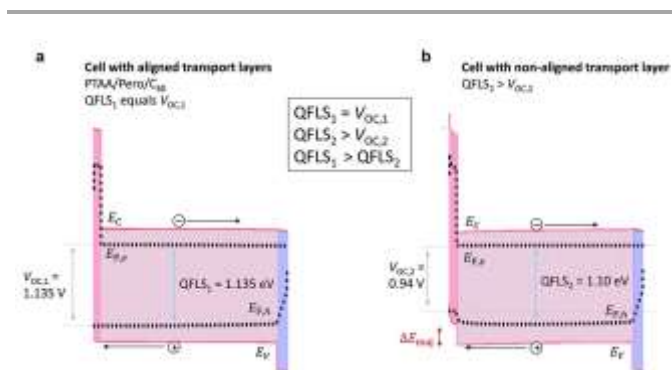 a
Cell with aligned transport layers
PTAA/Pero/C60
QFLS1 equals VOC,1
QFLS1 = VOC,1
QFLS2 > VOC,2
QFLS1 > QFLS2
b
Cell with non-aligned transport layer
QFLS2 > VOC,2
EC
EF,e
VOC,1 =
1.135 V
QFLS1 = 1.135 eV
EF,h
EV
EC
EF,e
VOC,2 =
0.94 V
QFLS2 = 1.10 eV
EF,h
ΔEmaj
EV